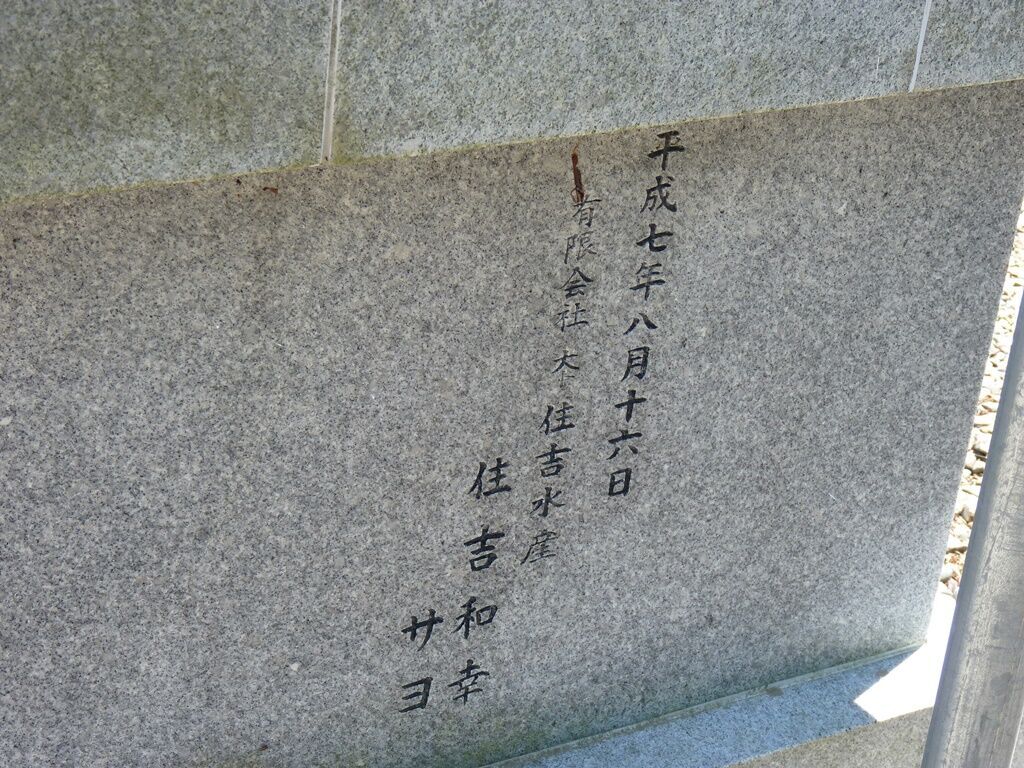 平成七年八月十六日
有限会社 住吉水産
住吉和幸
サヨ